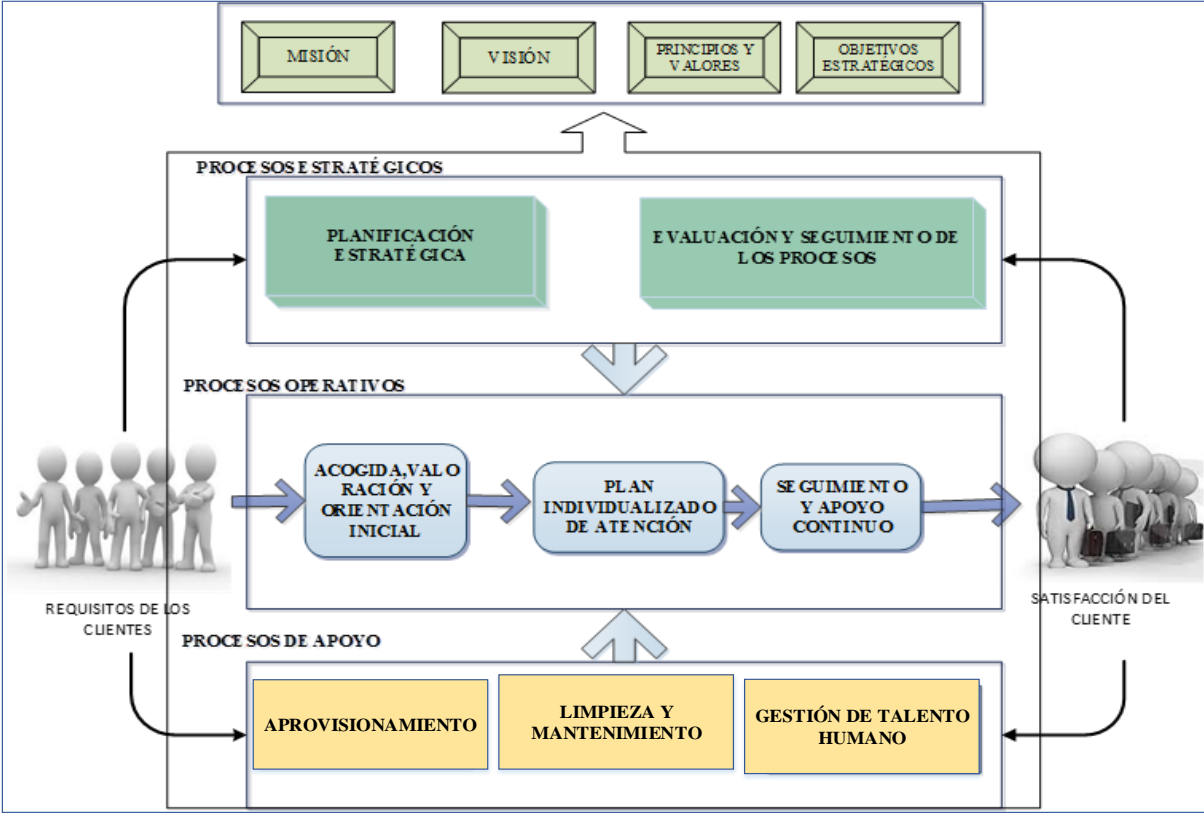 MISIÓN
VISIÓN
PRINCIPIOS Y
VALORES
OBJETIVOS
ESTRATÉGICOS
PROCESOS ESTRATÉGICOS
PLANIFICACIÓN
ESTRATÉGICA
EVALUACIÓN Y SEGUIMIENTO DE
LOS PROCESOS
PROCESOS OPERATIVOS
ACOGIDA,VALO
RACIÓN Y
ORIENTACIÓN
INICIAL
PLAN
INDIVIDUALIZADO
DE ATENCIÓN
SEGUIMIENTO
Y APOYO
CONTINUO
REQUISITOS DE LOS
CLIENTES
SATISFACCIÓN DEL
CLIENTE
PROCESOS DE APOYO
APROVISIONAMIENTO
LIMPIEZA Y
MANTENIMIENTO
GESTIÓN DE TALENTO
HUMANO